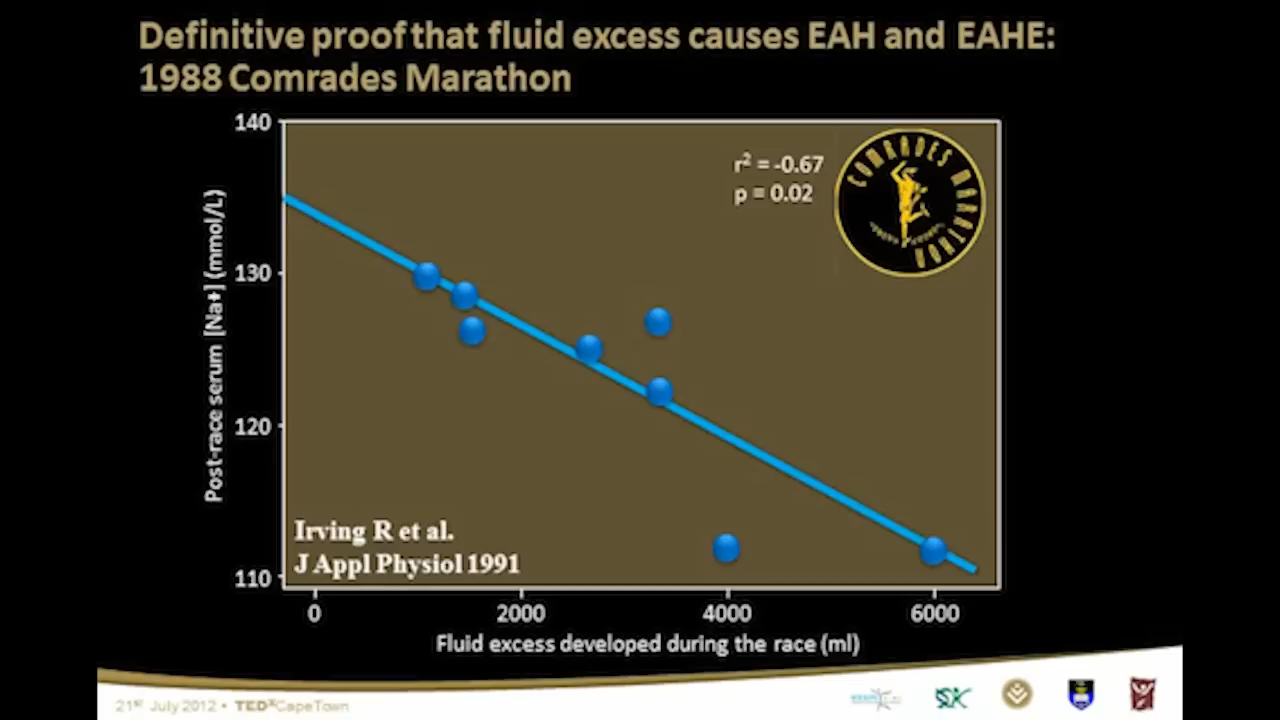 Definitive proof that fluid excess causes EAH and EAHE:
1988 Comrades Marathon
140
130
120
110
Post-race serum [Na+] (mmol/L)
r² = -0.67
p = 0.02
COMRADES MARATHON
Irving R et al.
J Appl Physiol 1991
0 2000 4000 6000
Fluid excess developed during the race (ml)
21st July 2012 • TEDxCapeTown